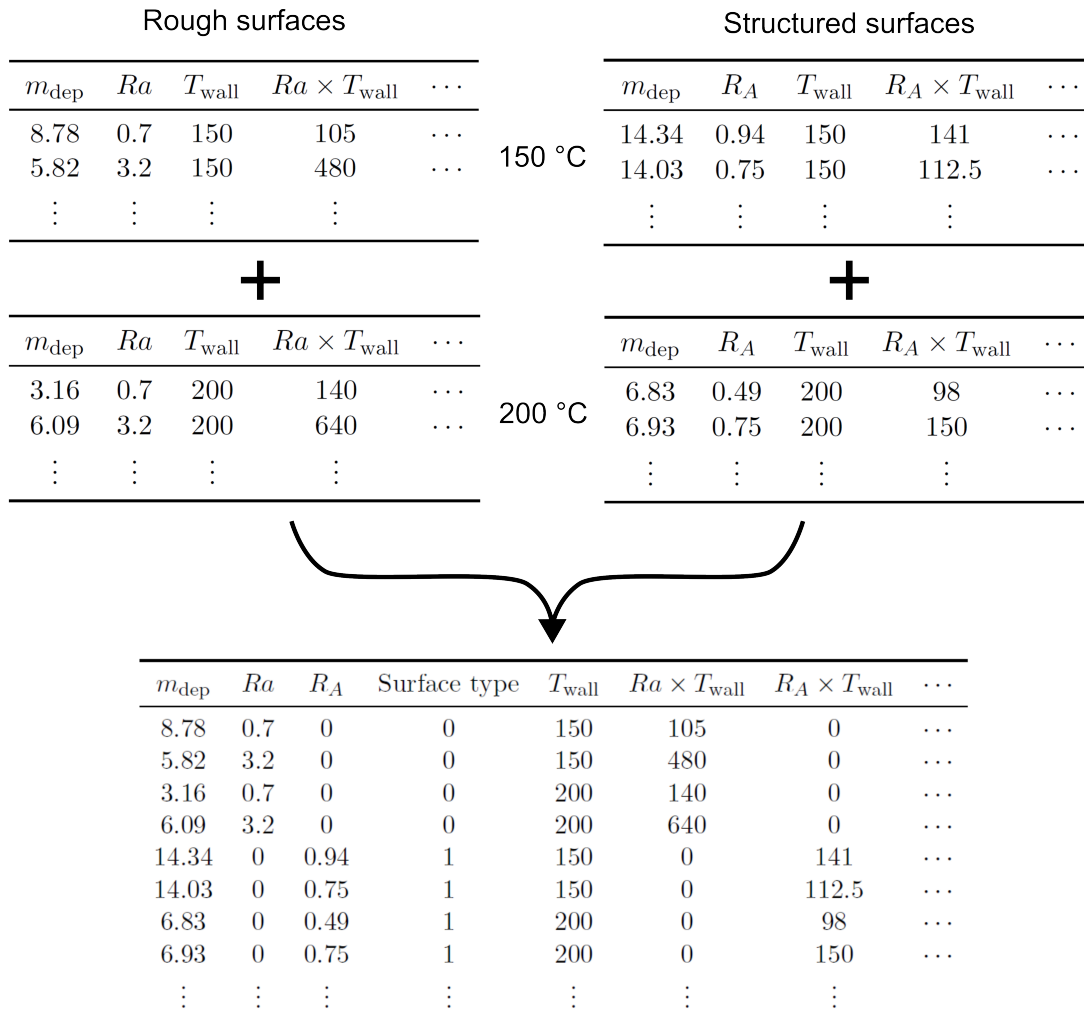 Rough surfaces
m_dep Ra T_wall Ra × T_wall ⋯
8.78 0.7 150 105 ⋯
5.82 3.2 150 480 ⋯
⋮ ⋮ ⋮ ⋮
+
m_dep Ra T_wall Ra × T_wall ⋯
3.16 0.7 200 140 ⋯
6.09 3.2 200 640 ⋯
⋮ ⋮ ⋮ ⋮
150 °C
200 °C
Structured surfaces
m_dep R_A T_wall R_A × T_wall ⋯
14.34 0.94 150 141 ⋯
14.03 0.75 150 112.5 ⋯
⋮ ⋮ ⋮ ⋮
+
m_dep R_A T_wall R_A × T_wall ⋯
6.83 0.49 200 98 ⋯
6.93 0.75 200 150 ⋯
⋮ ⋮ ⋮ ⋮
m_dep Ra R_A Surface type T_wall Ra × T_wall R_A × T_wall ⋯
8.78 0.7 0 0 150 105 0 ⋯
5.82 3.2 0 0 150 480 0 ⋯
3.16 0.7 0 0 200 140 0 ⋯
6.09 3.2 0 0 200 640 0 ⋯
14.34 0 0.94 1 150 0 141 ⋯
14.03 0 0.75 1 150 0 112.5 ⋯
6.83 0 0.49 1 200 0 98 ⋯
6.93 0 0.75 1 200 0 150 ⋯
⋮ ⋮ ⋮ ⋮ ⋮ ⋮ ⋮